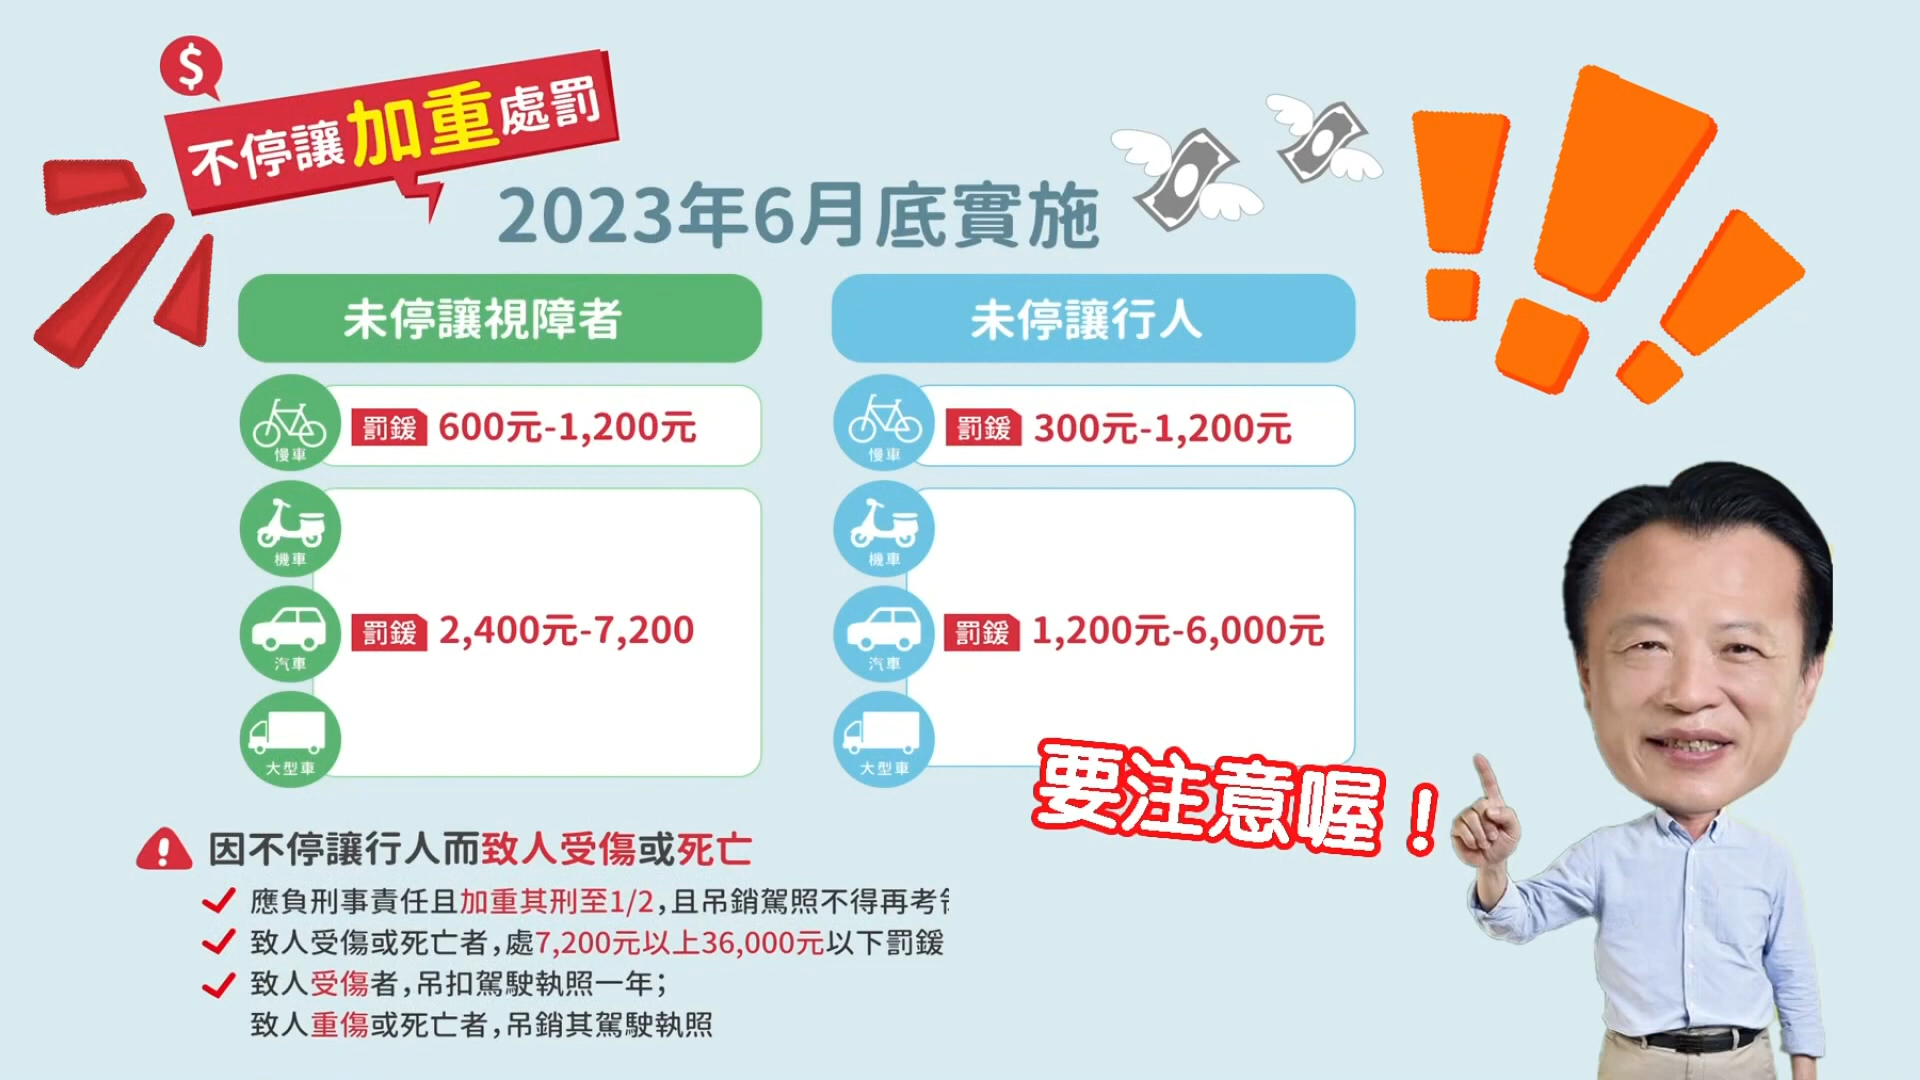 $
不停讓加重處罰
2023年6月底實施
未停讓視障者
慢車
罰鍰 600元-1,200元
機車
汽車
罰鍰 2,400元-7,200
大型車
未停讓行人
慢車
罰鍰 300元-1,200元
機車
汽車
罰鍰 1,200元-6,000元
大型車
要注意喔！
因不停讓行人而致人受傷或死亡
應負刑事責任且加重其刑至1/2，且吊銷駕照不得再考
致人受傷或死亡者，處7,200元以上36,000元以下罰鍰
致人受傷者，吊扣駕駛執照一年；
致人重傷或死亡者，吊銷其駕駛執照